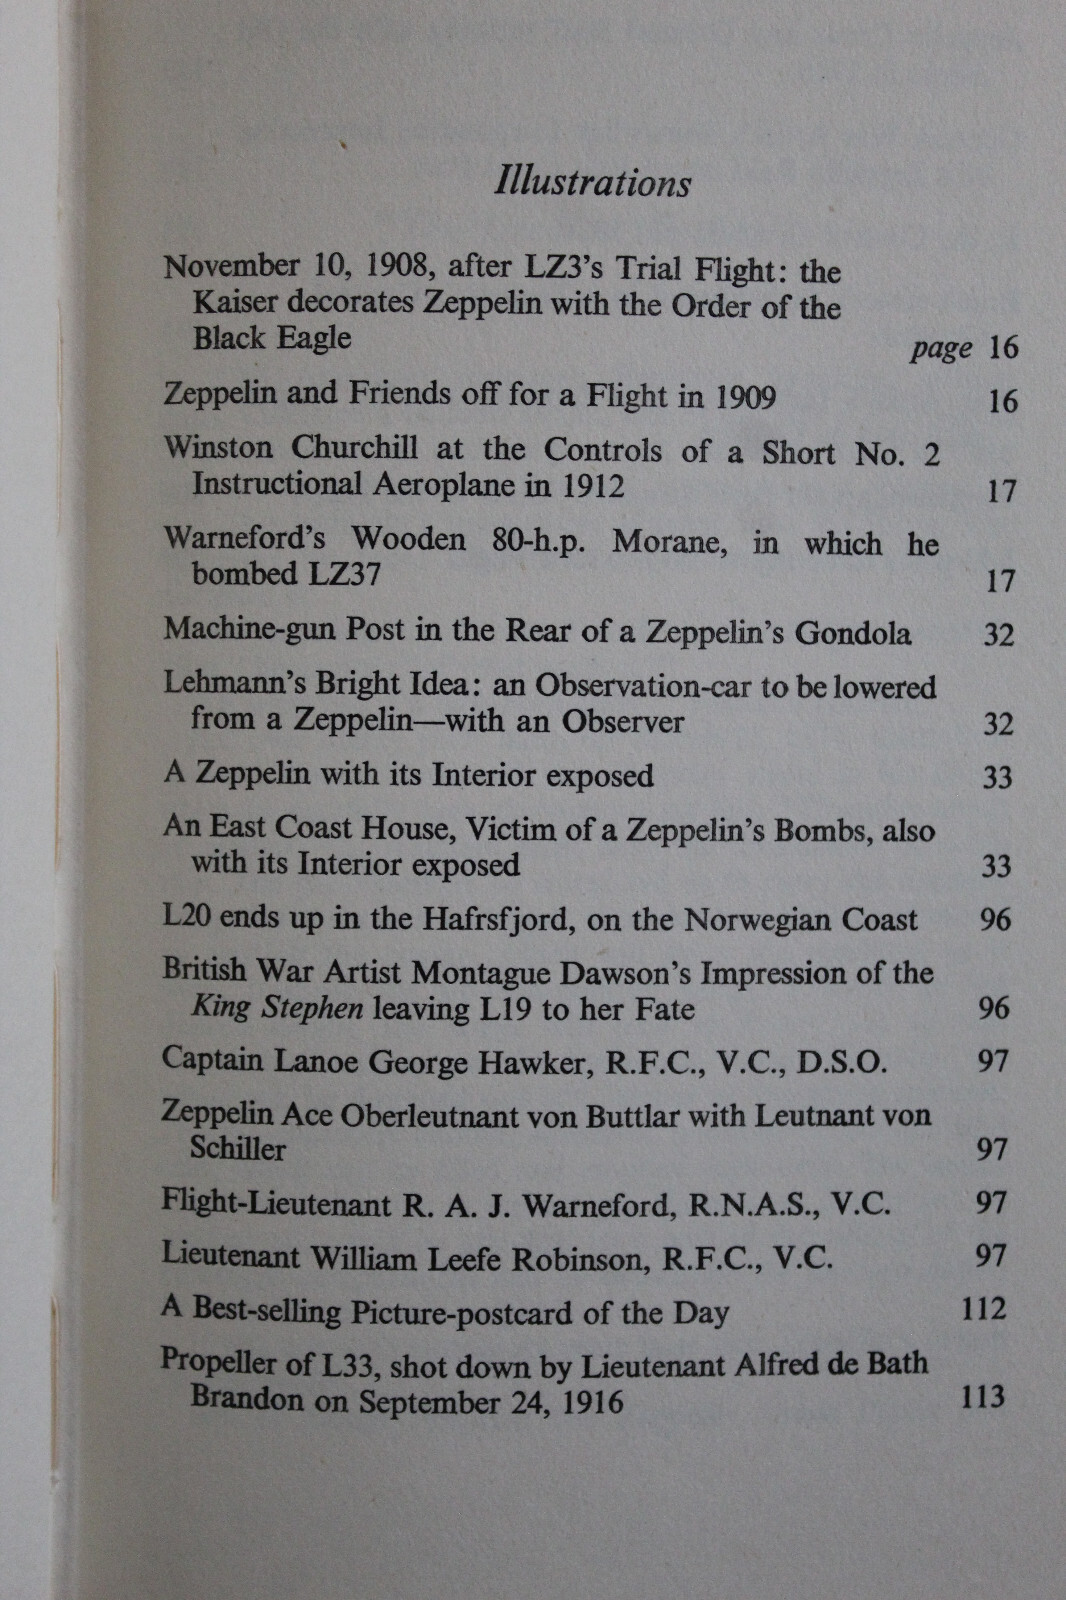 Illustrations
November 10, 1908, after LZ3's Trial Flight: the
Kaiser decorates Zeppelin with the Order of the
Black Eagle page 16
Zeppelin and Friends off for a Flight in 1909 16
Winston Churchill at the Controls of a Short No. 2
Instructional Aeroplane in 1912 17
Warneford's Wooden 80-h.p. Morane, in which he
bombed LZ37 17
Machine-gun Post in the Rear of a Zeppelin's Gondola 32
Lehmann's Bright Idea: an Observation-car to be lowered
from a Zeppelin—with an Observer 32
A Zeppelin with its Interior exposed 33
An East Coast House, Victim of a Zeppelin's Bombs, also
with its Interior exposed 33
L20 ends up in the Hafrsfjord, on the Norwegian Coast 96
British War Artist Montague Dawson's Impression of the
King Stephen leaving L19 to her Fate 96
Captain Lanoe George Hawker, R.F.C., V.C., D.S.O. 97
Zeppelin Ace Oberleutnant von Buttlar with Leutnant von
Schiller 97
Flight-Lieutenant R. A. J. Warneford, R.N.A.S., V.C. 97
Lieutenant William Leefe Robinson, R.F.C., V.C. 97
A Best-selling Picture-postcard of the Day 112
Propeller of L33, shot down by Lieutenant Alfred de Bath
Brandon on September 24, 1916 113